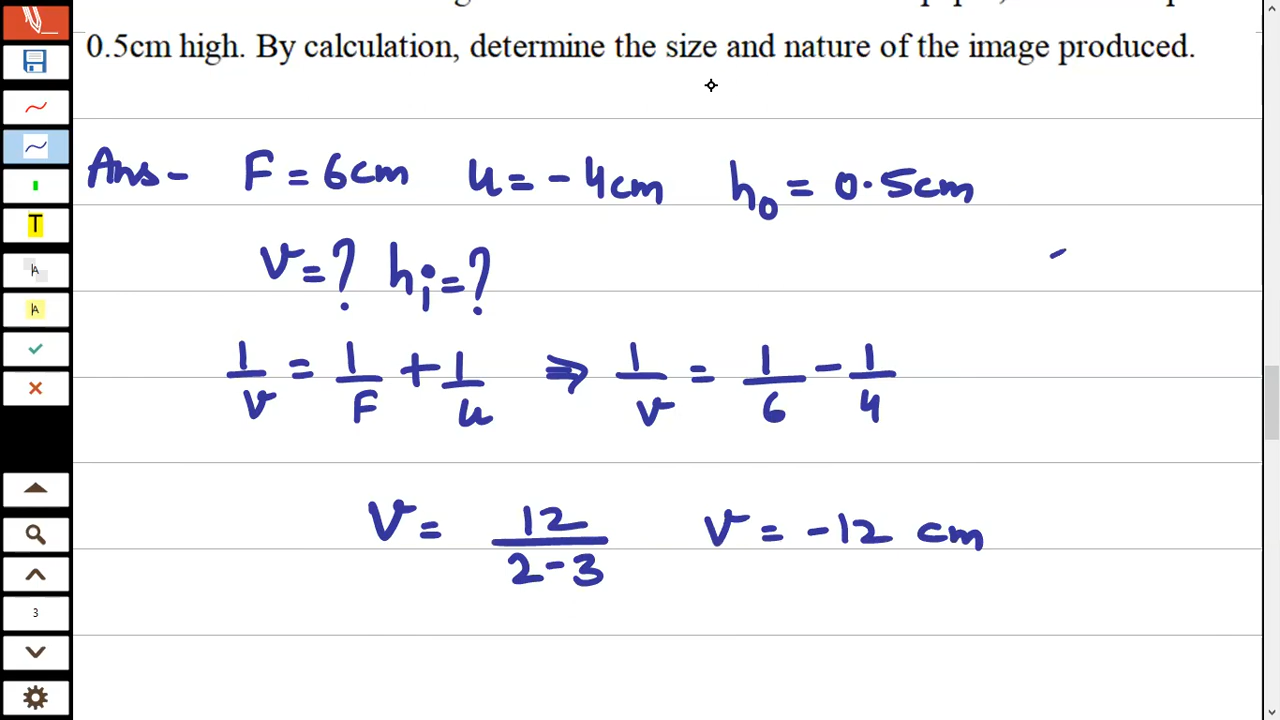 0.5cm high. By calculation, determine the size and nature of the image produced.
Ans- F = 6cm u = - 4cm h₀ = 0.5cm
v = ? hᵢ = ?
1/v = 1/F + 1/u ⇒ 1/v = 1/6 - 1/4
V = 12/(2-3) v = -12 cm
T
A
A
3